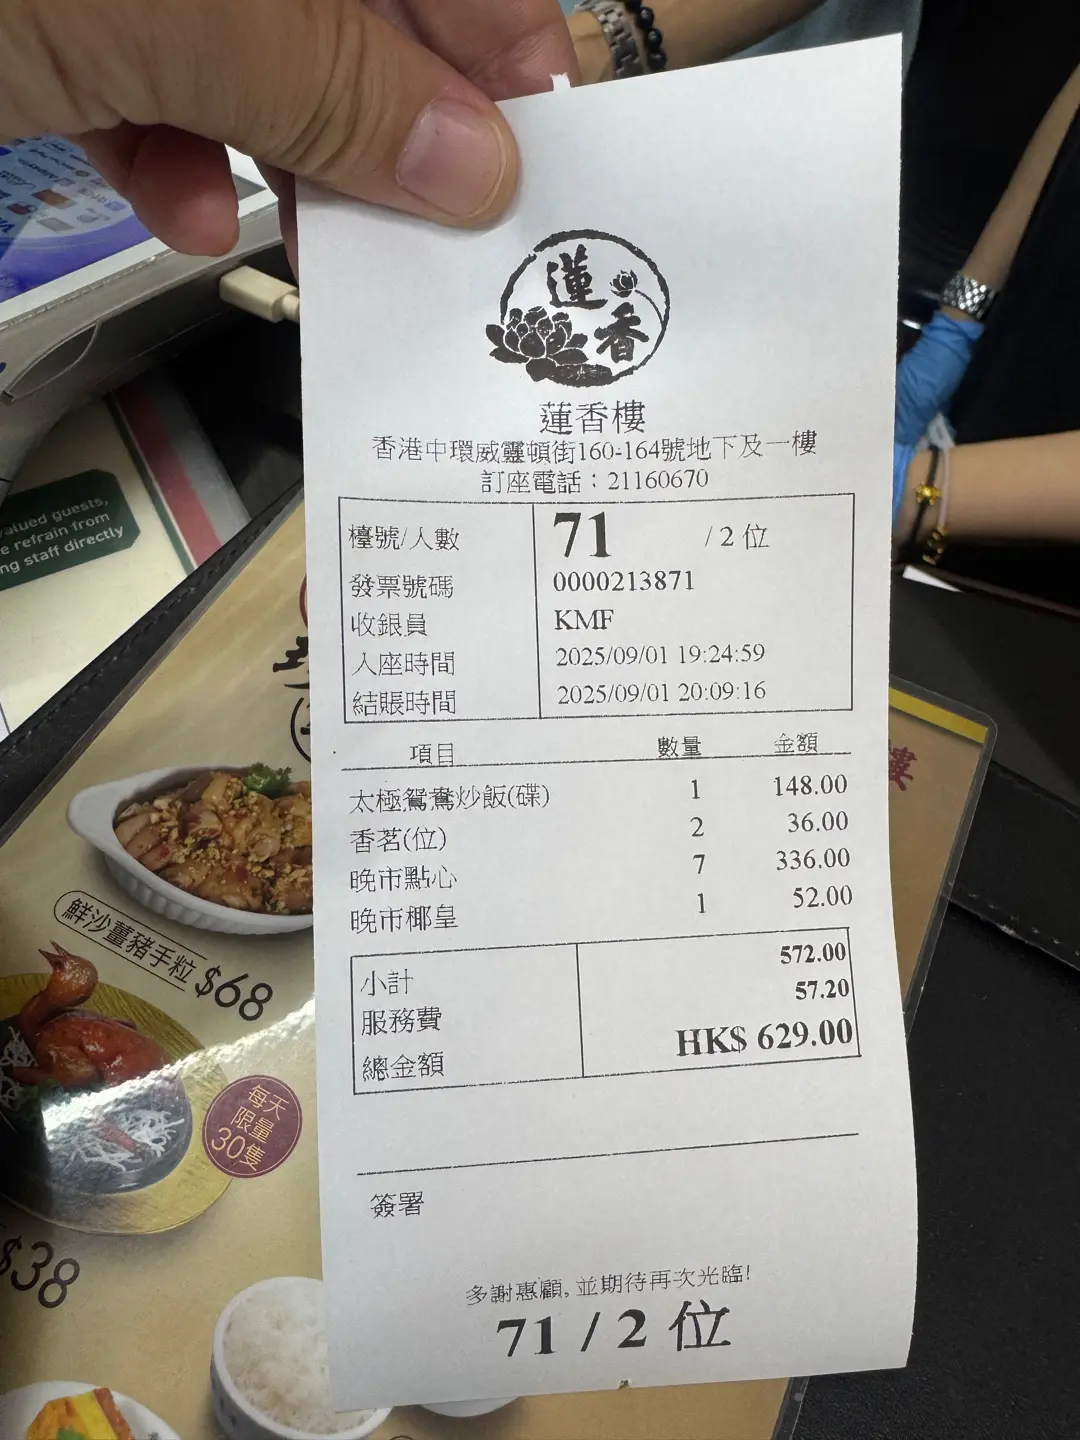 蓮
香
蓮香樓
香港中環威靈頓街160-164號地下及一樓
訂座電話：21160670
檯號/人數 71 / 2 位
發票號碼 0000213871
收銀員 KMF
入座時間 2025/09/01 19:24:59
結賬時間 2025/09/01 20:09:16
項目 數量 金額
太極鴛鴦炒飯(碟) 1 148.00
香茗(位) 2 36.00
晚市點心 7 336.00
晚市椰皇 1 52.00
小計 572.00
服務費 57.20
總金額 HK$ 629.00
簽署
多謝惠顧, 並期待再次光臨!
71 / 2 位
valued guests,
refrain from
staff directly
鮮沙薑豬手粒 $68
每天
限量
30隻
$38
樓
VISA